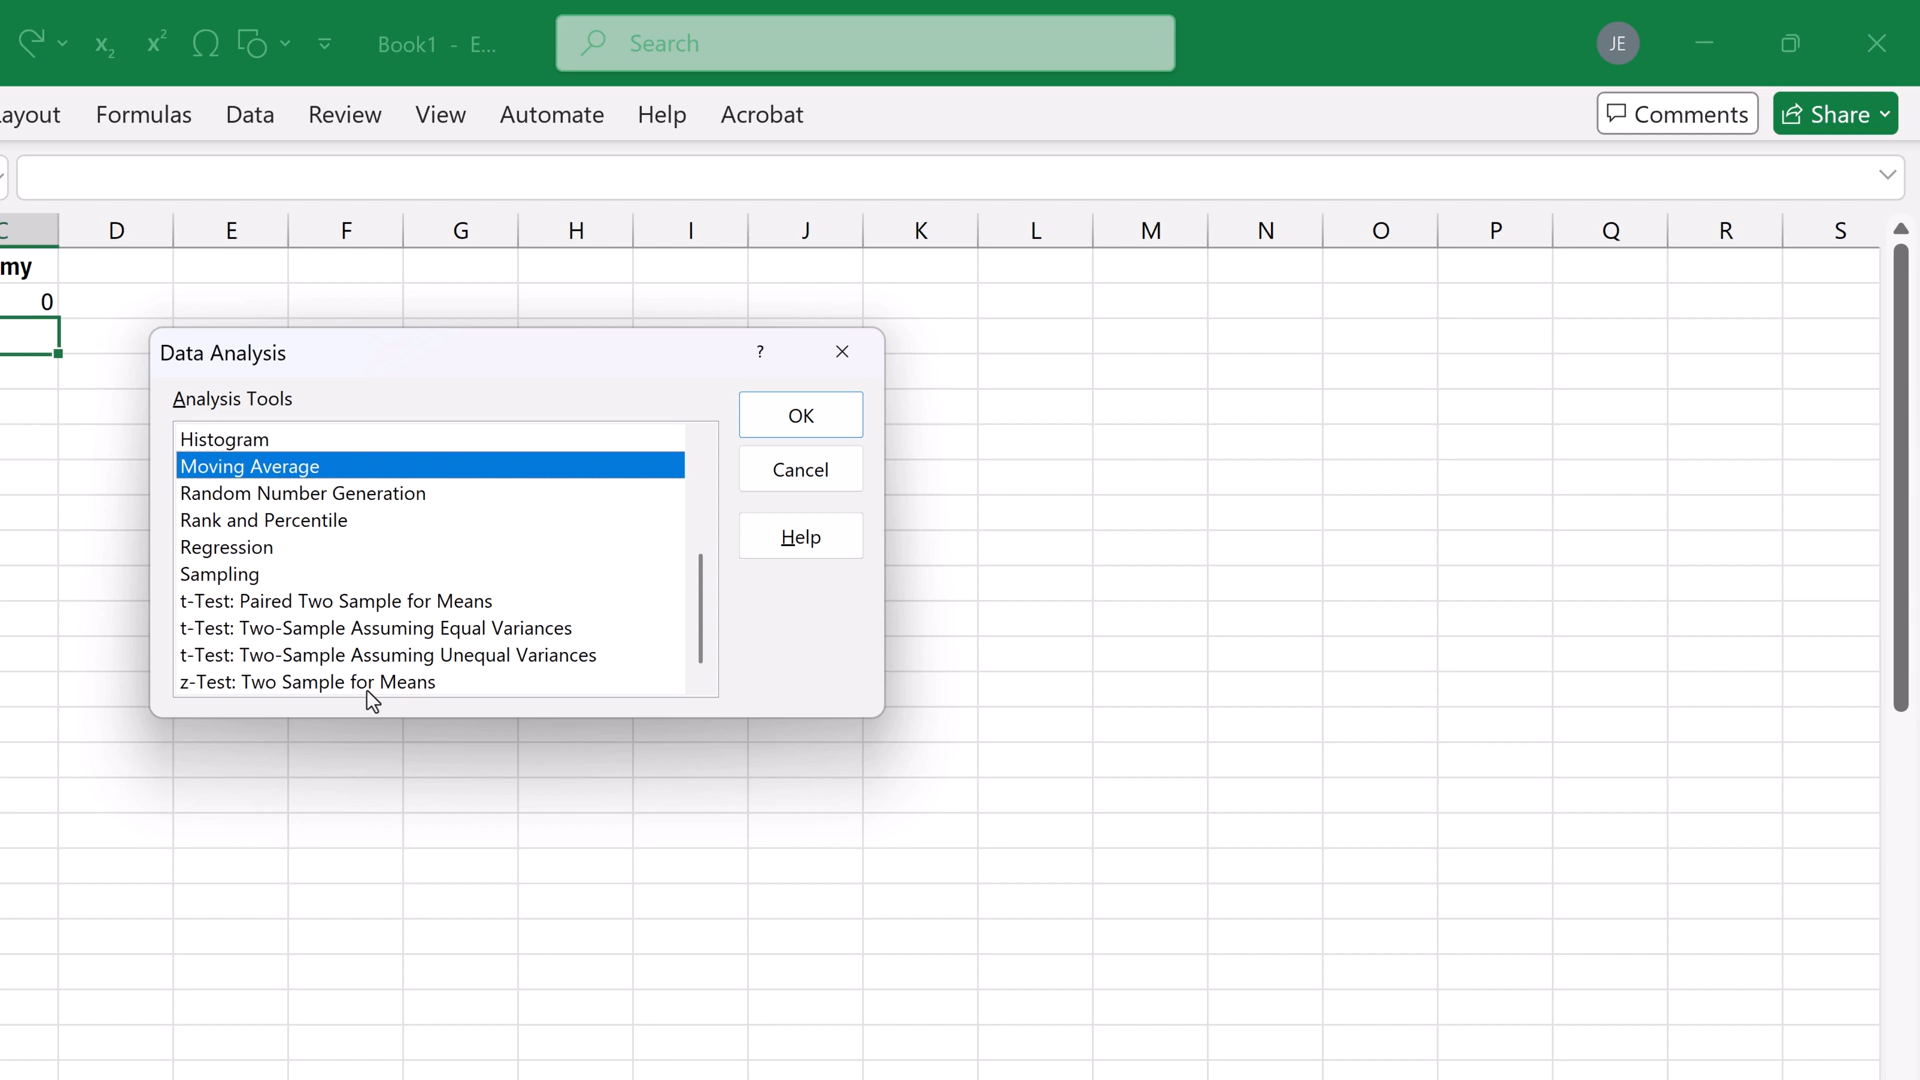 x₂ x² Ω Book1 - E... Search JE
ayout Formulas Data Review View Automate Help Acrobat Comments Share
C D E F G H I J K L M N O P Q R S
my
0
Data Analysis ?
Analysis Tools
OK
Histogram
Moving Average
Cancel
Random Number Generation
Rank and Percentile
Help
Regression
Sampling
t-Test: Paired Two Sample for Means
t-Test: Two-Sample Assuming Equal Variances
t-Test: Two-Sample Assuming Unequal Variances
z-Test: Two Sample for Means